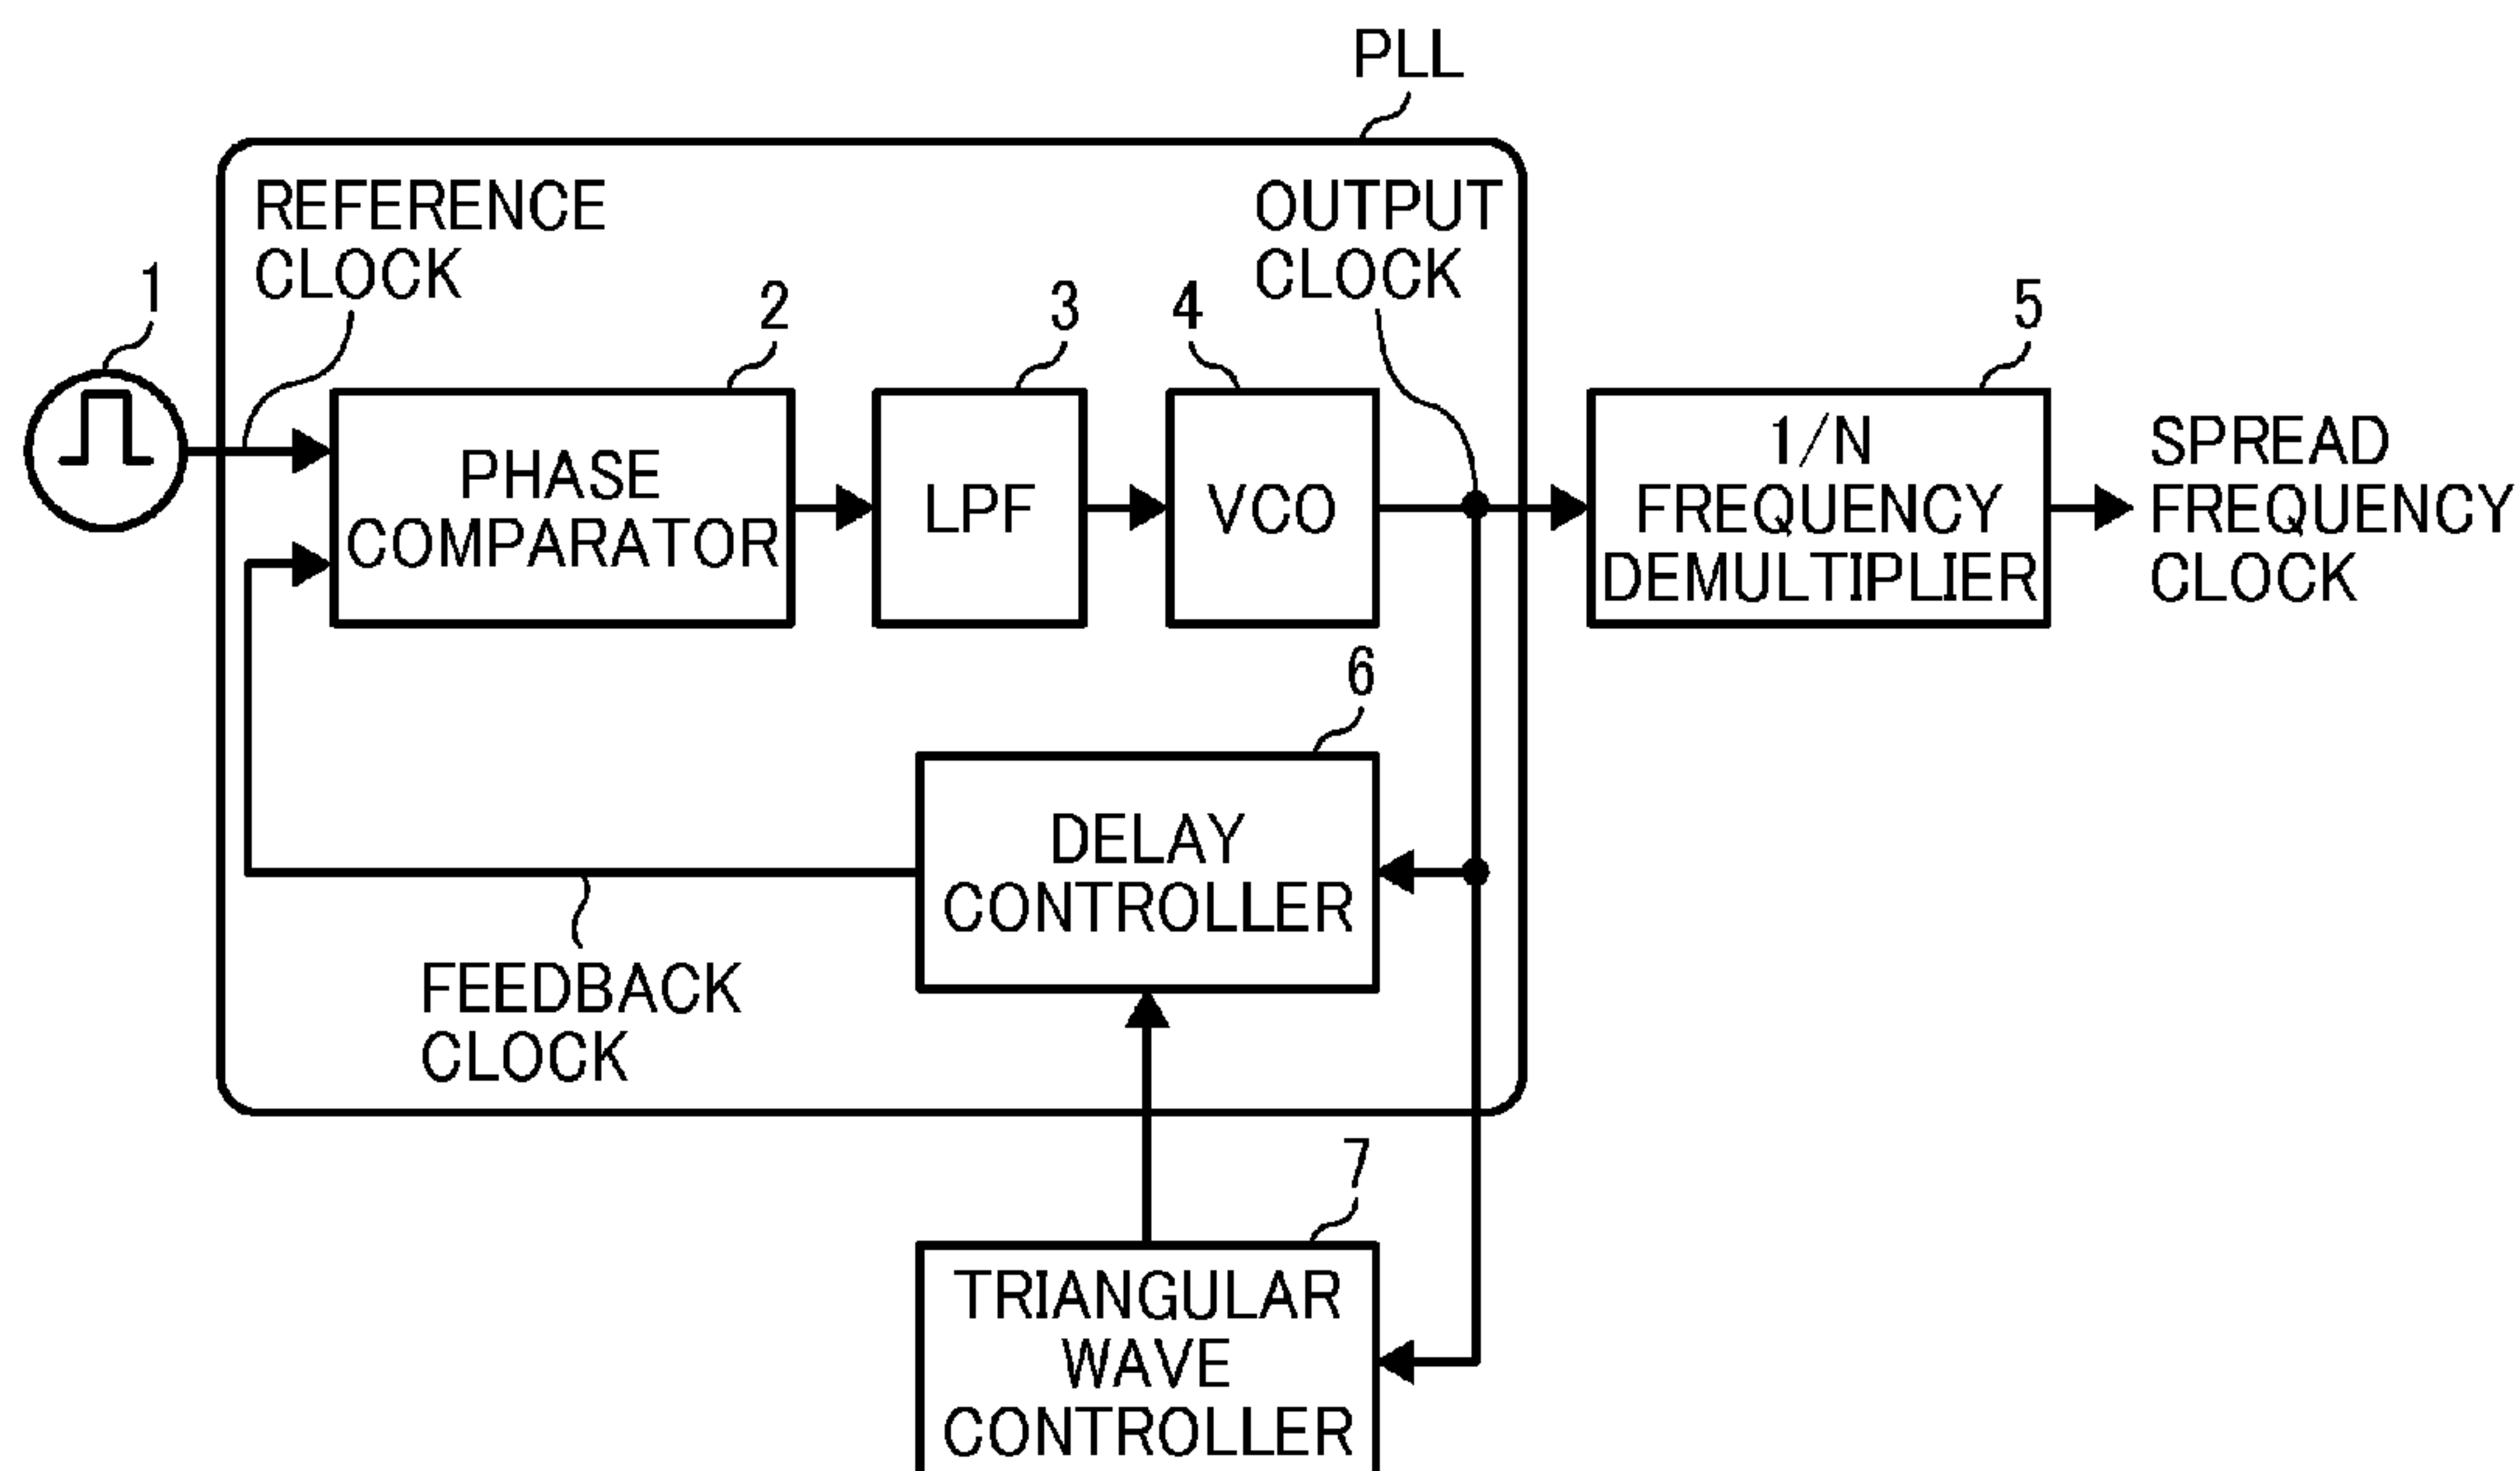 PLL
REFERENCE
CLOCK
OUTPUT
CLOCK
1
2
3
4
5
PHASE
COMPARATOR
LPF
VCO
1/N
FREQUENCY
DEMULTIPLIER
SPREAD
FREQUENCY
CLOCK
6
DELAY
CONTROLLER
FEEDBACK
CLOCK
7
TRIANGULAR
WAVE
CONTROLLER